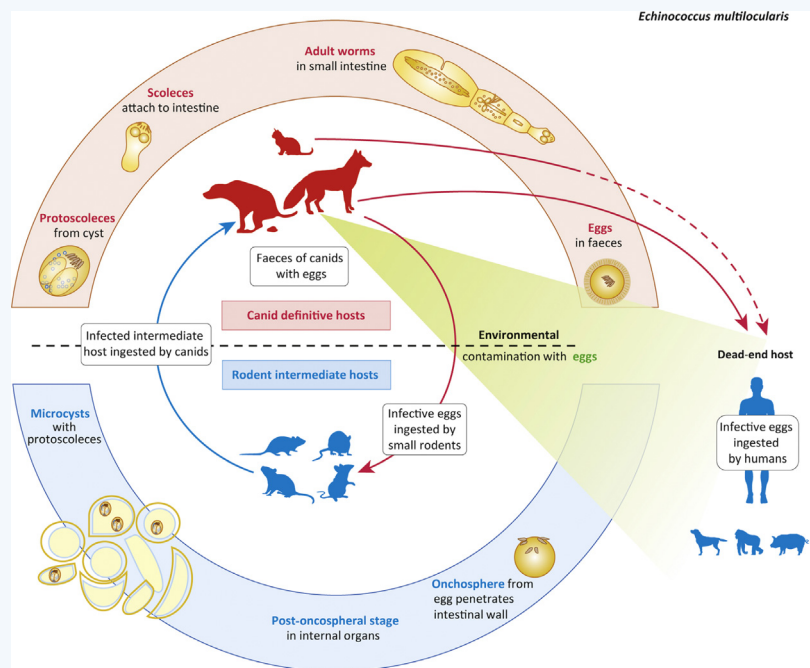 Echinococcus multilocularis
Adult worms
in small intestine
Scoleces
attach to intestine
Protoscoleces
from cyst
Eggs
in faeces
Faeces of canids
with eggs
Canid definitive hosts
Infected intermediate
host ingested by canids
Environmental
contamination with eggs
Rodent intermediate hosts
Dead-end host
Infective eggs
ingested by
small rodents
Infective eggs
ingested
by humans
Microcysts
with
protoscoleces
Onchosphere from
egg penetrates
intestinal wall
Post-oncospheral stage
in internal organs